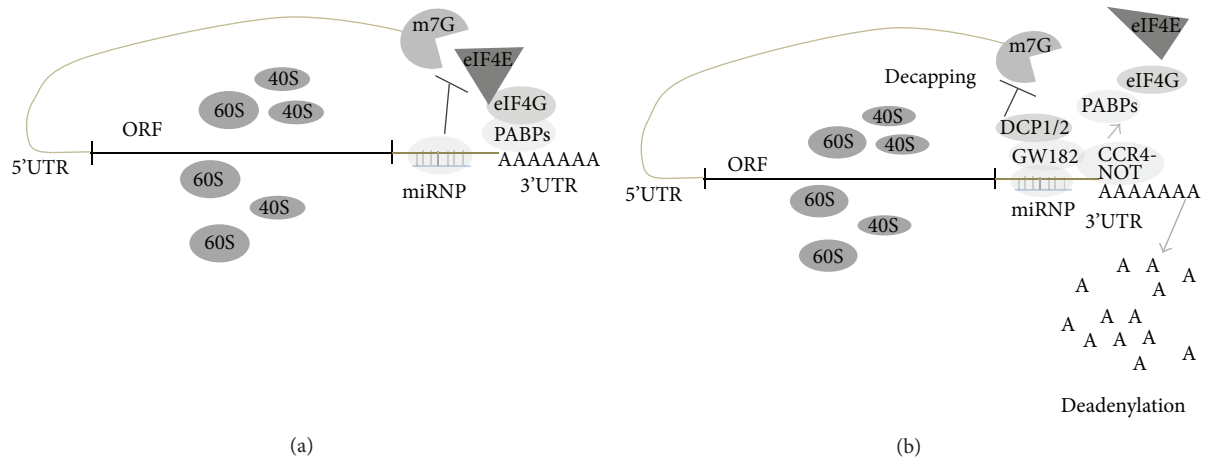 m7G
eIF4E
40S
60S
40S
eIF4G
ORF
PABPs
5'UTR
AAAAAAA
60S
miRNP
3'UTR
40S
60S
(a)
eIF4E
m7G
Decapping
eIF4G
PABPs
40S
DCP1/2
60S
40S
GW182
CCR4-
NOT
ORF
5'UTR
AAAAAAA
60S
miRNP
3'UTR
40S
60S
A
A
A
A
A
A
A
A
A
A
A
A
A
A
Deadenylation
(b)